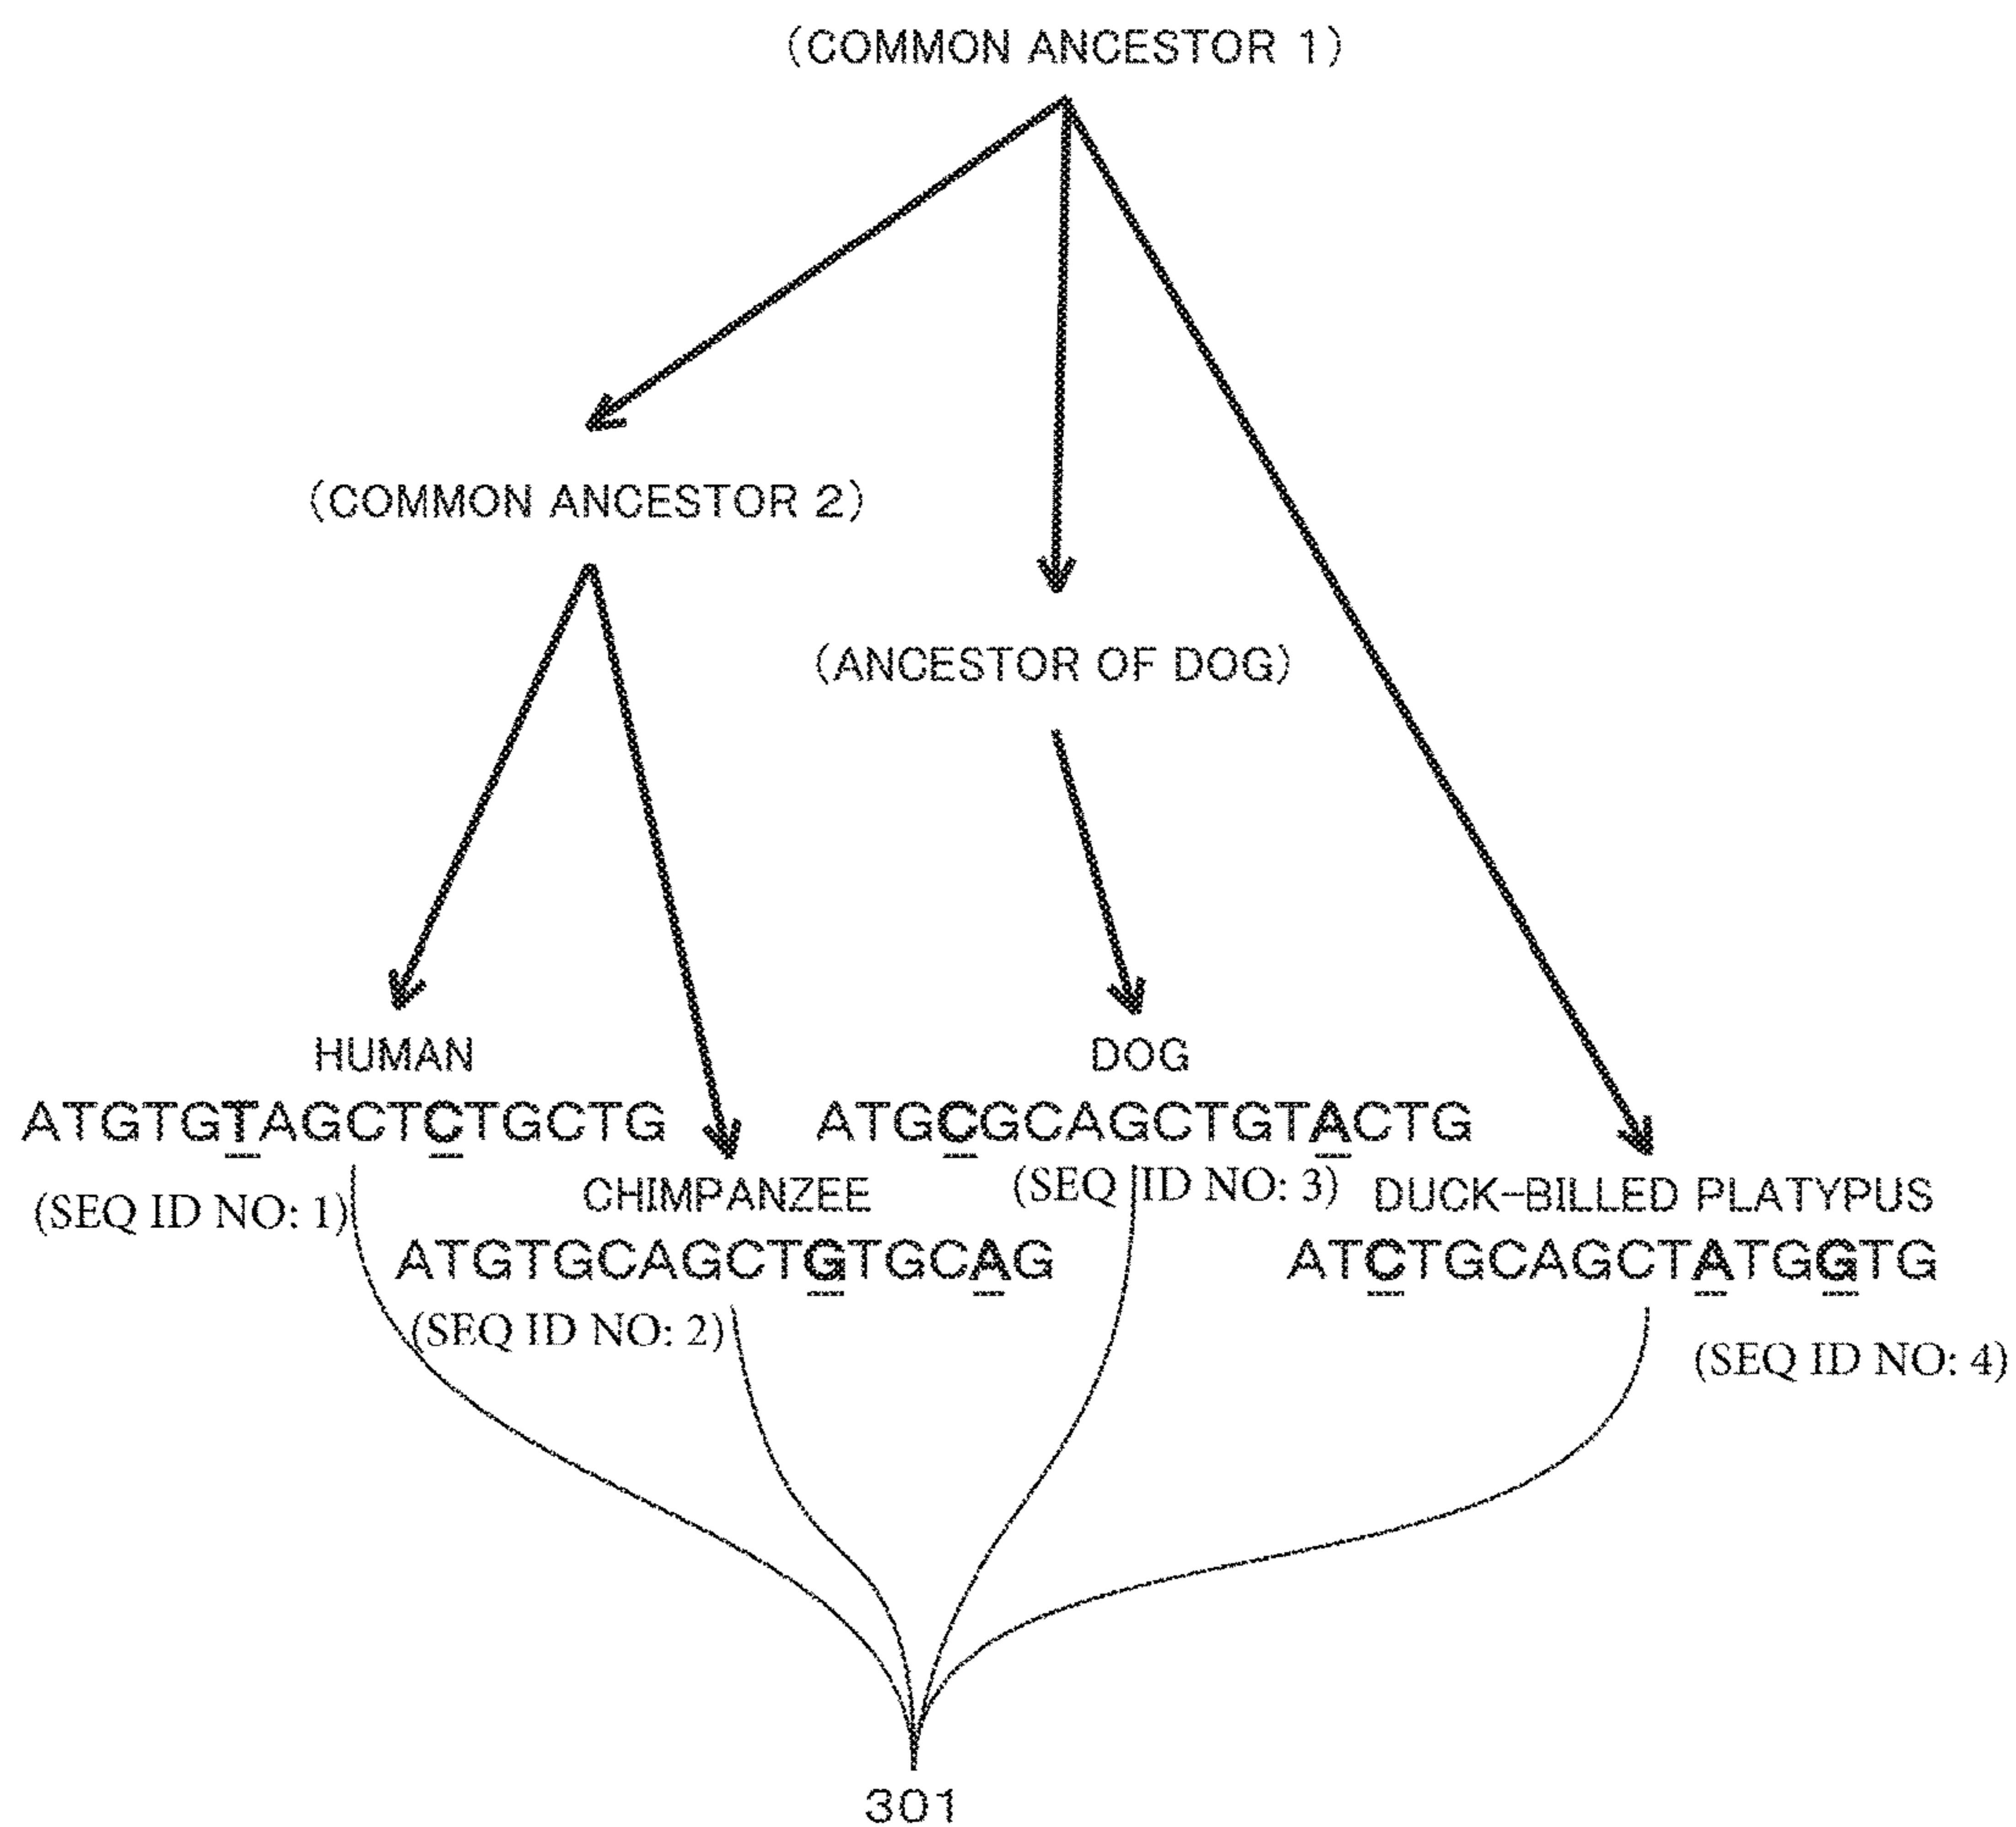 (COMMON ANCESTOR 1)
(COMMON ANCESTOR 2)
(ANCESTOR OF DOG)
HUMAN
ATGTGTAGCTCTGCTG
(SEQ ID NO: 1)
CHIMPANZEE
ATGTGCAGCTGTGCAG
(SEQ ID NO: 2)
DOG
ATGCGCAGCTGTACTG
(SEQ ID NO: 3)
DUCK-BILLED PLATYPUS
ATCTGCAGCTATGGTG
(SEQ ID NO: 4)
301